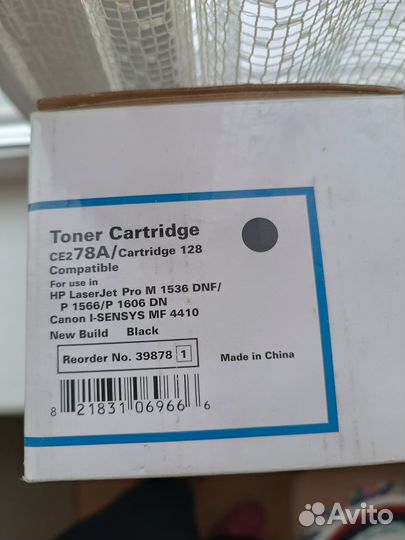 Toner Cartridge
CE278A/Cartridge 128
Compatible
For use in
HP LaserJet Pro M 1536 DNF/
P 1566/P 1606 DN
Canon I-SENSYS MF 4410
New Build Black
Reorder No. 39878 1
Made in China
8 21831 06966 6
Avito